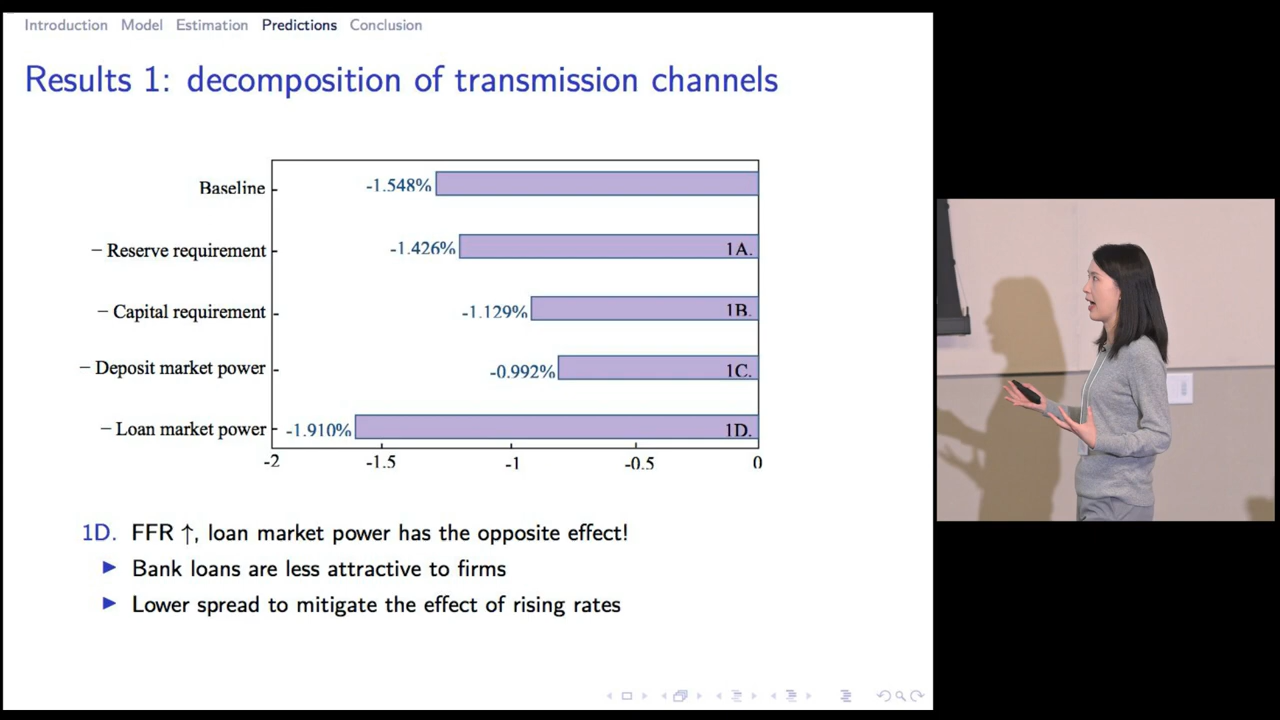 Introduction Model Estimation Predictions Conclusion
Results 1: decomposition of transmission channels
Baseline -1.548%
− Reserve requirement -1.426% 1A.
− Capital requirement -1.129% 1B.
− Deposit market power -0.992% 1C.
− Loan market power -1.910% 1D.
-2 -1.5 -1 -0.5 0
1D. FFR ↑, loan market power has the opposite effect!
▶ Bank loans are less attractive to firms
▶ Lower spread to mitigate the effect of rising rates